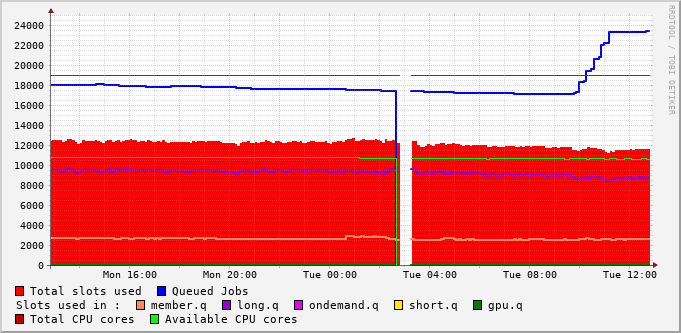 RRDTOOL / TOBI OETIKER
24000
22000
20000
18000
16000
14000
12000
10000
8000
6000
4000
2000
0
Mon 16:00 Mon 20:00 Tue 00:00 Tue 04:00 Tue 08:00 Tue 12:00
Total slots used Queued Jobs
Slots used in : member.q long.q ondemand.q short.q gpu.q
Total CPU cores Available CPU cores